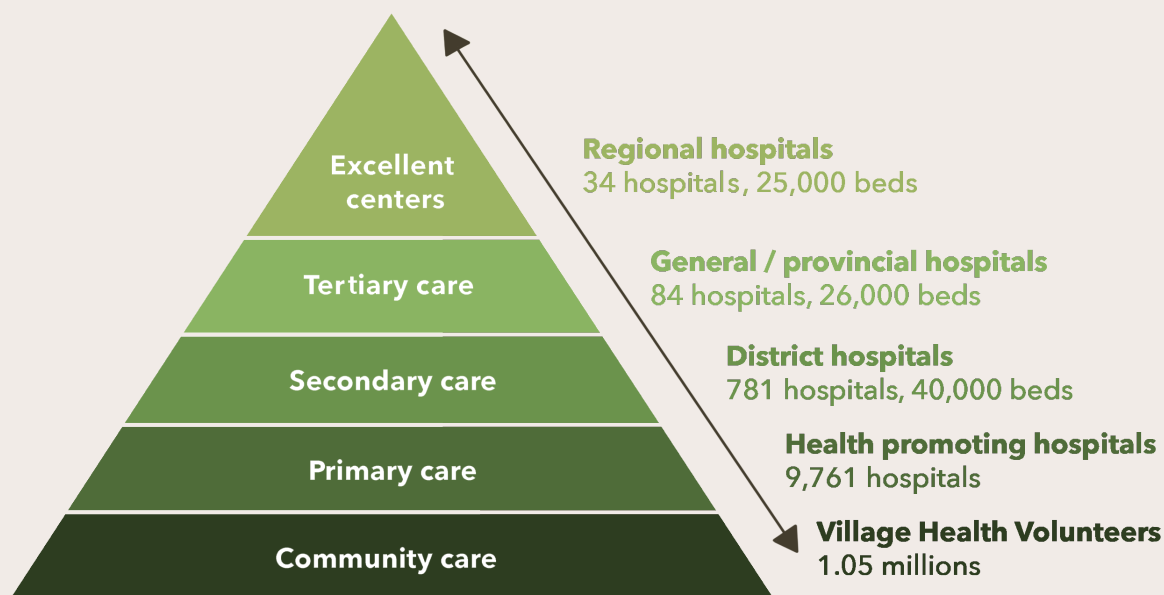 Excellent
centers
Regional hospitals
34 hospitals, 25,000 beds
Tertiary care
General / provincial hospitals
84 hospitals, 26,000 beds
Secondary care
District hospitals
781 hospitals, 40,000 beds
Primary care
Health promoting hospitals
9,761 hospitals
Community care
Village Health Volunteers
1.05 millions